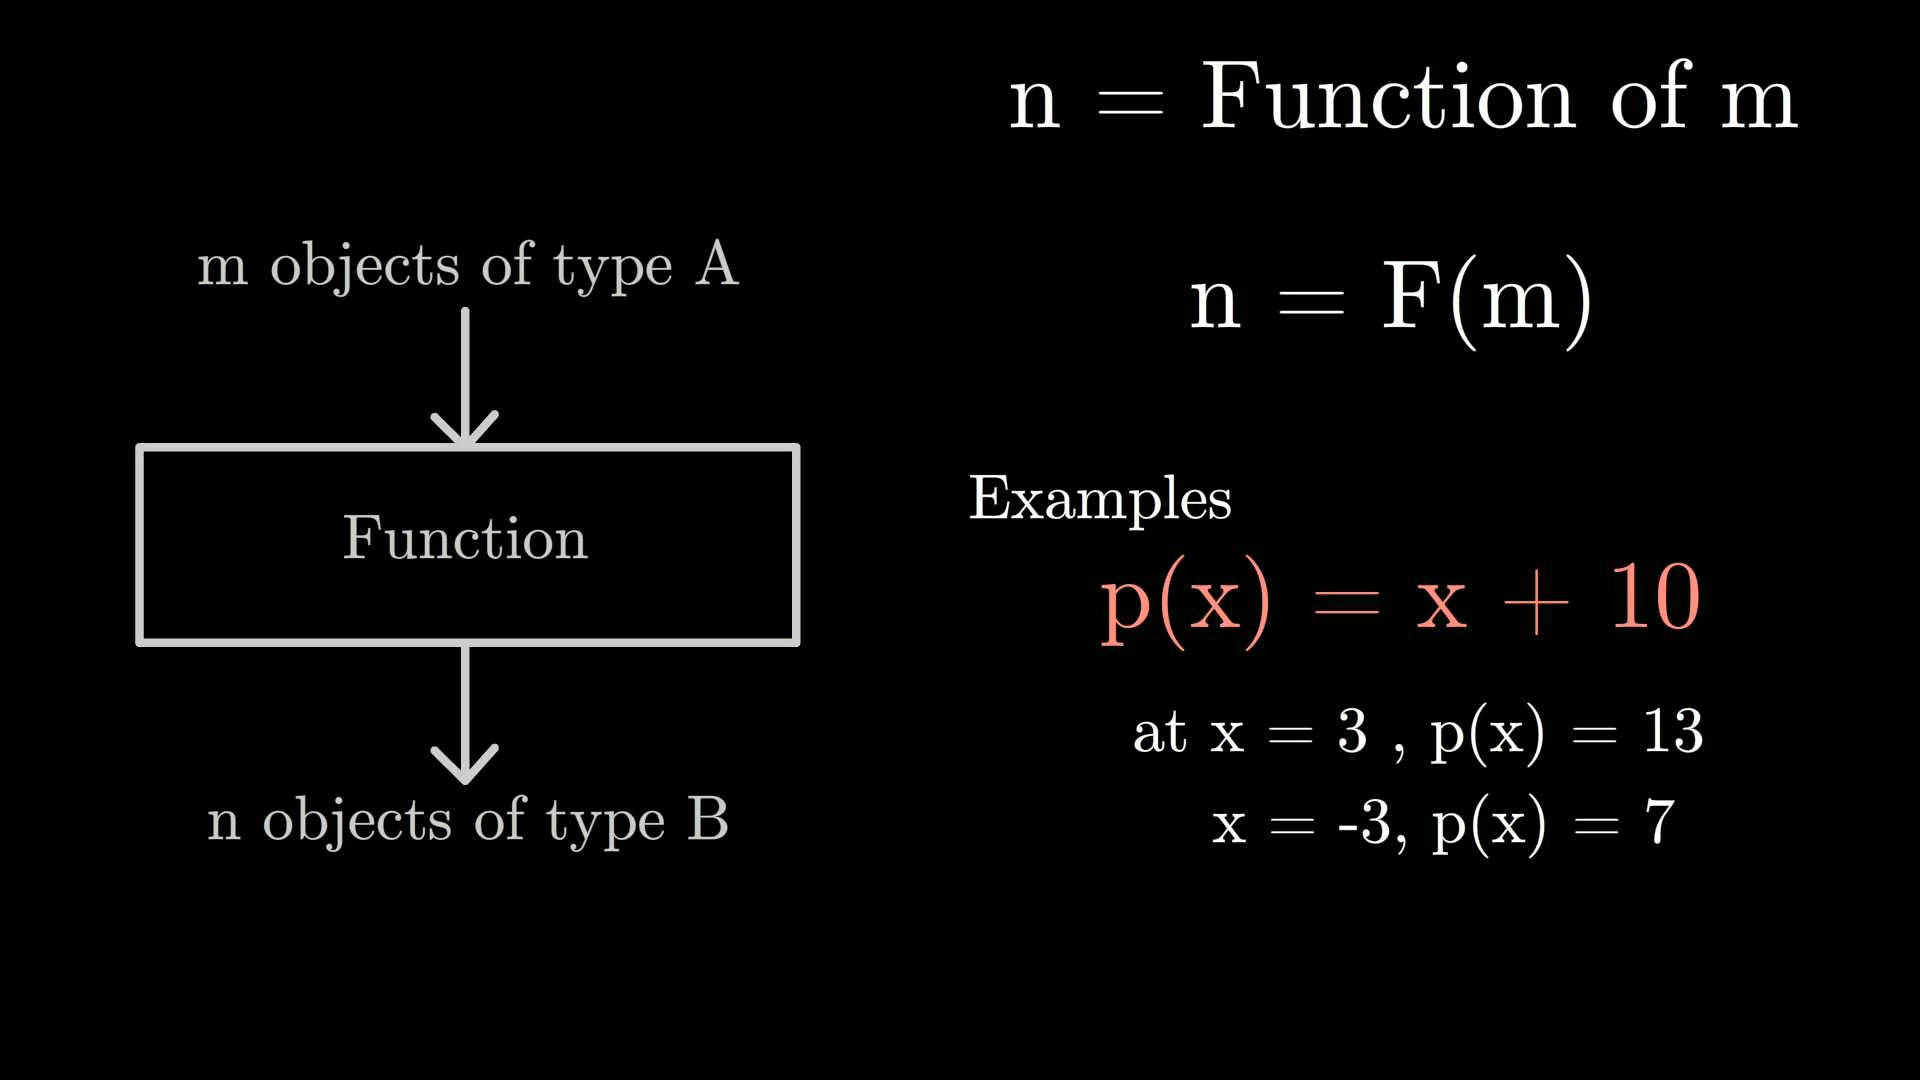 m objects of type A
Function
n objects of type B
n = Function of m
n = F(m)
Examples
p(x) = x + 10
at x = 3 , p(x) = 13
x = -3, p(x) = 7